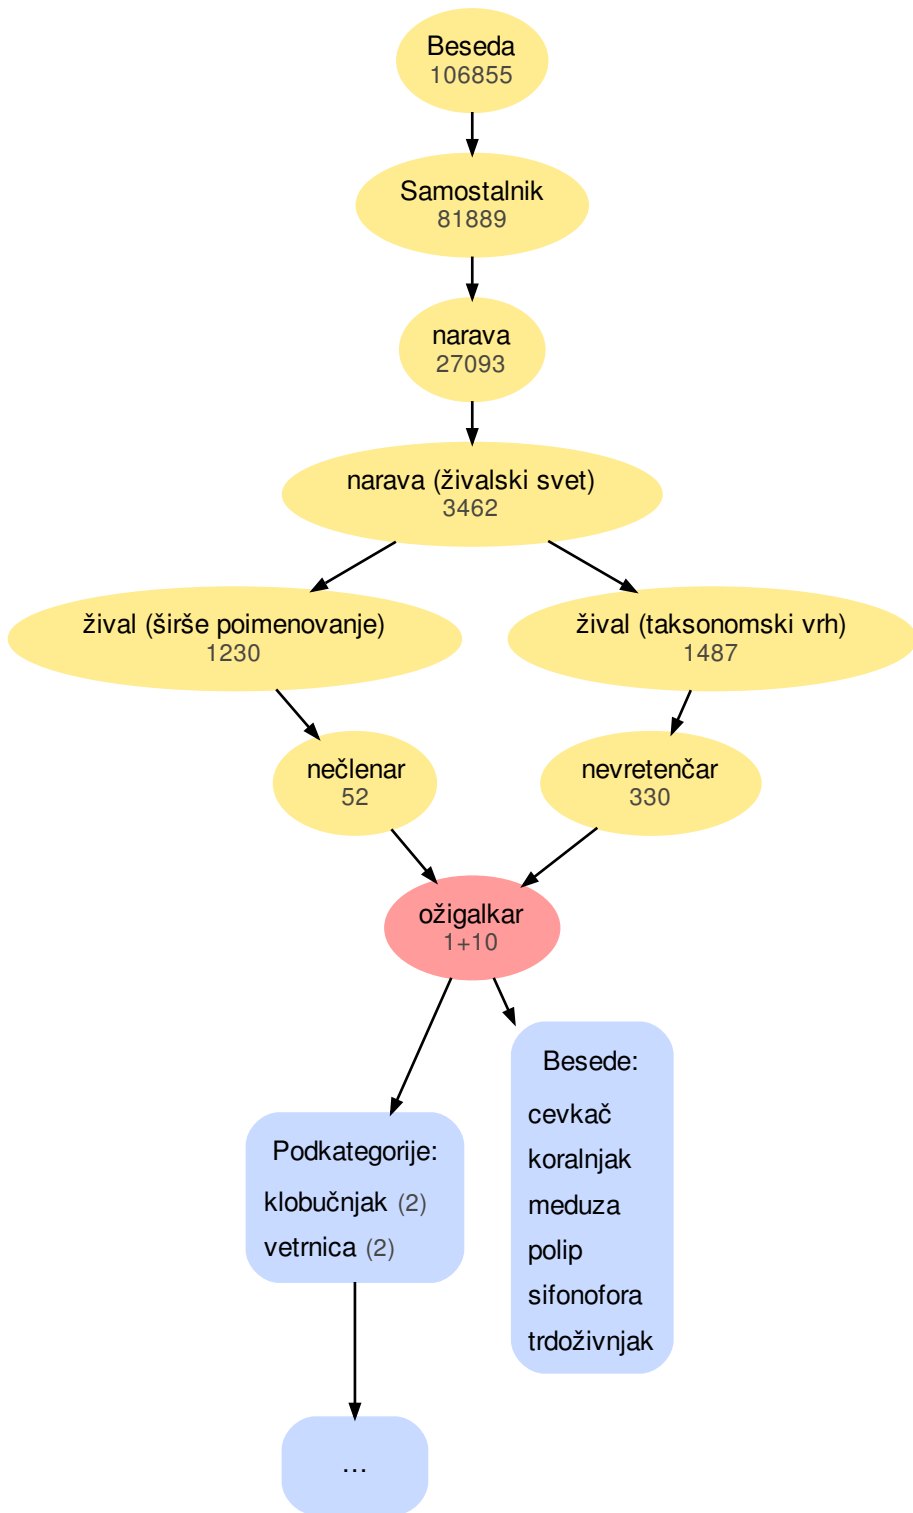 Beseda
106855
Samostalnik
81889
narava
27093
narava (živalski svet)
3462
žival (širše poimenovanje)
1230
žival (taksonomski vrh)
1487
nečlenar
52
nevretenčar
330
ožigalkar
1+10
Podkategorije:
klobučnjak (2)
vetrnica (2)
Besede:
cevkač
koralnjak
meduza
polip
sifonofora
trdoživnjak
...